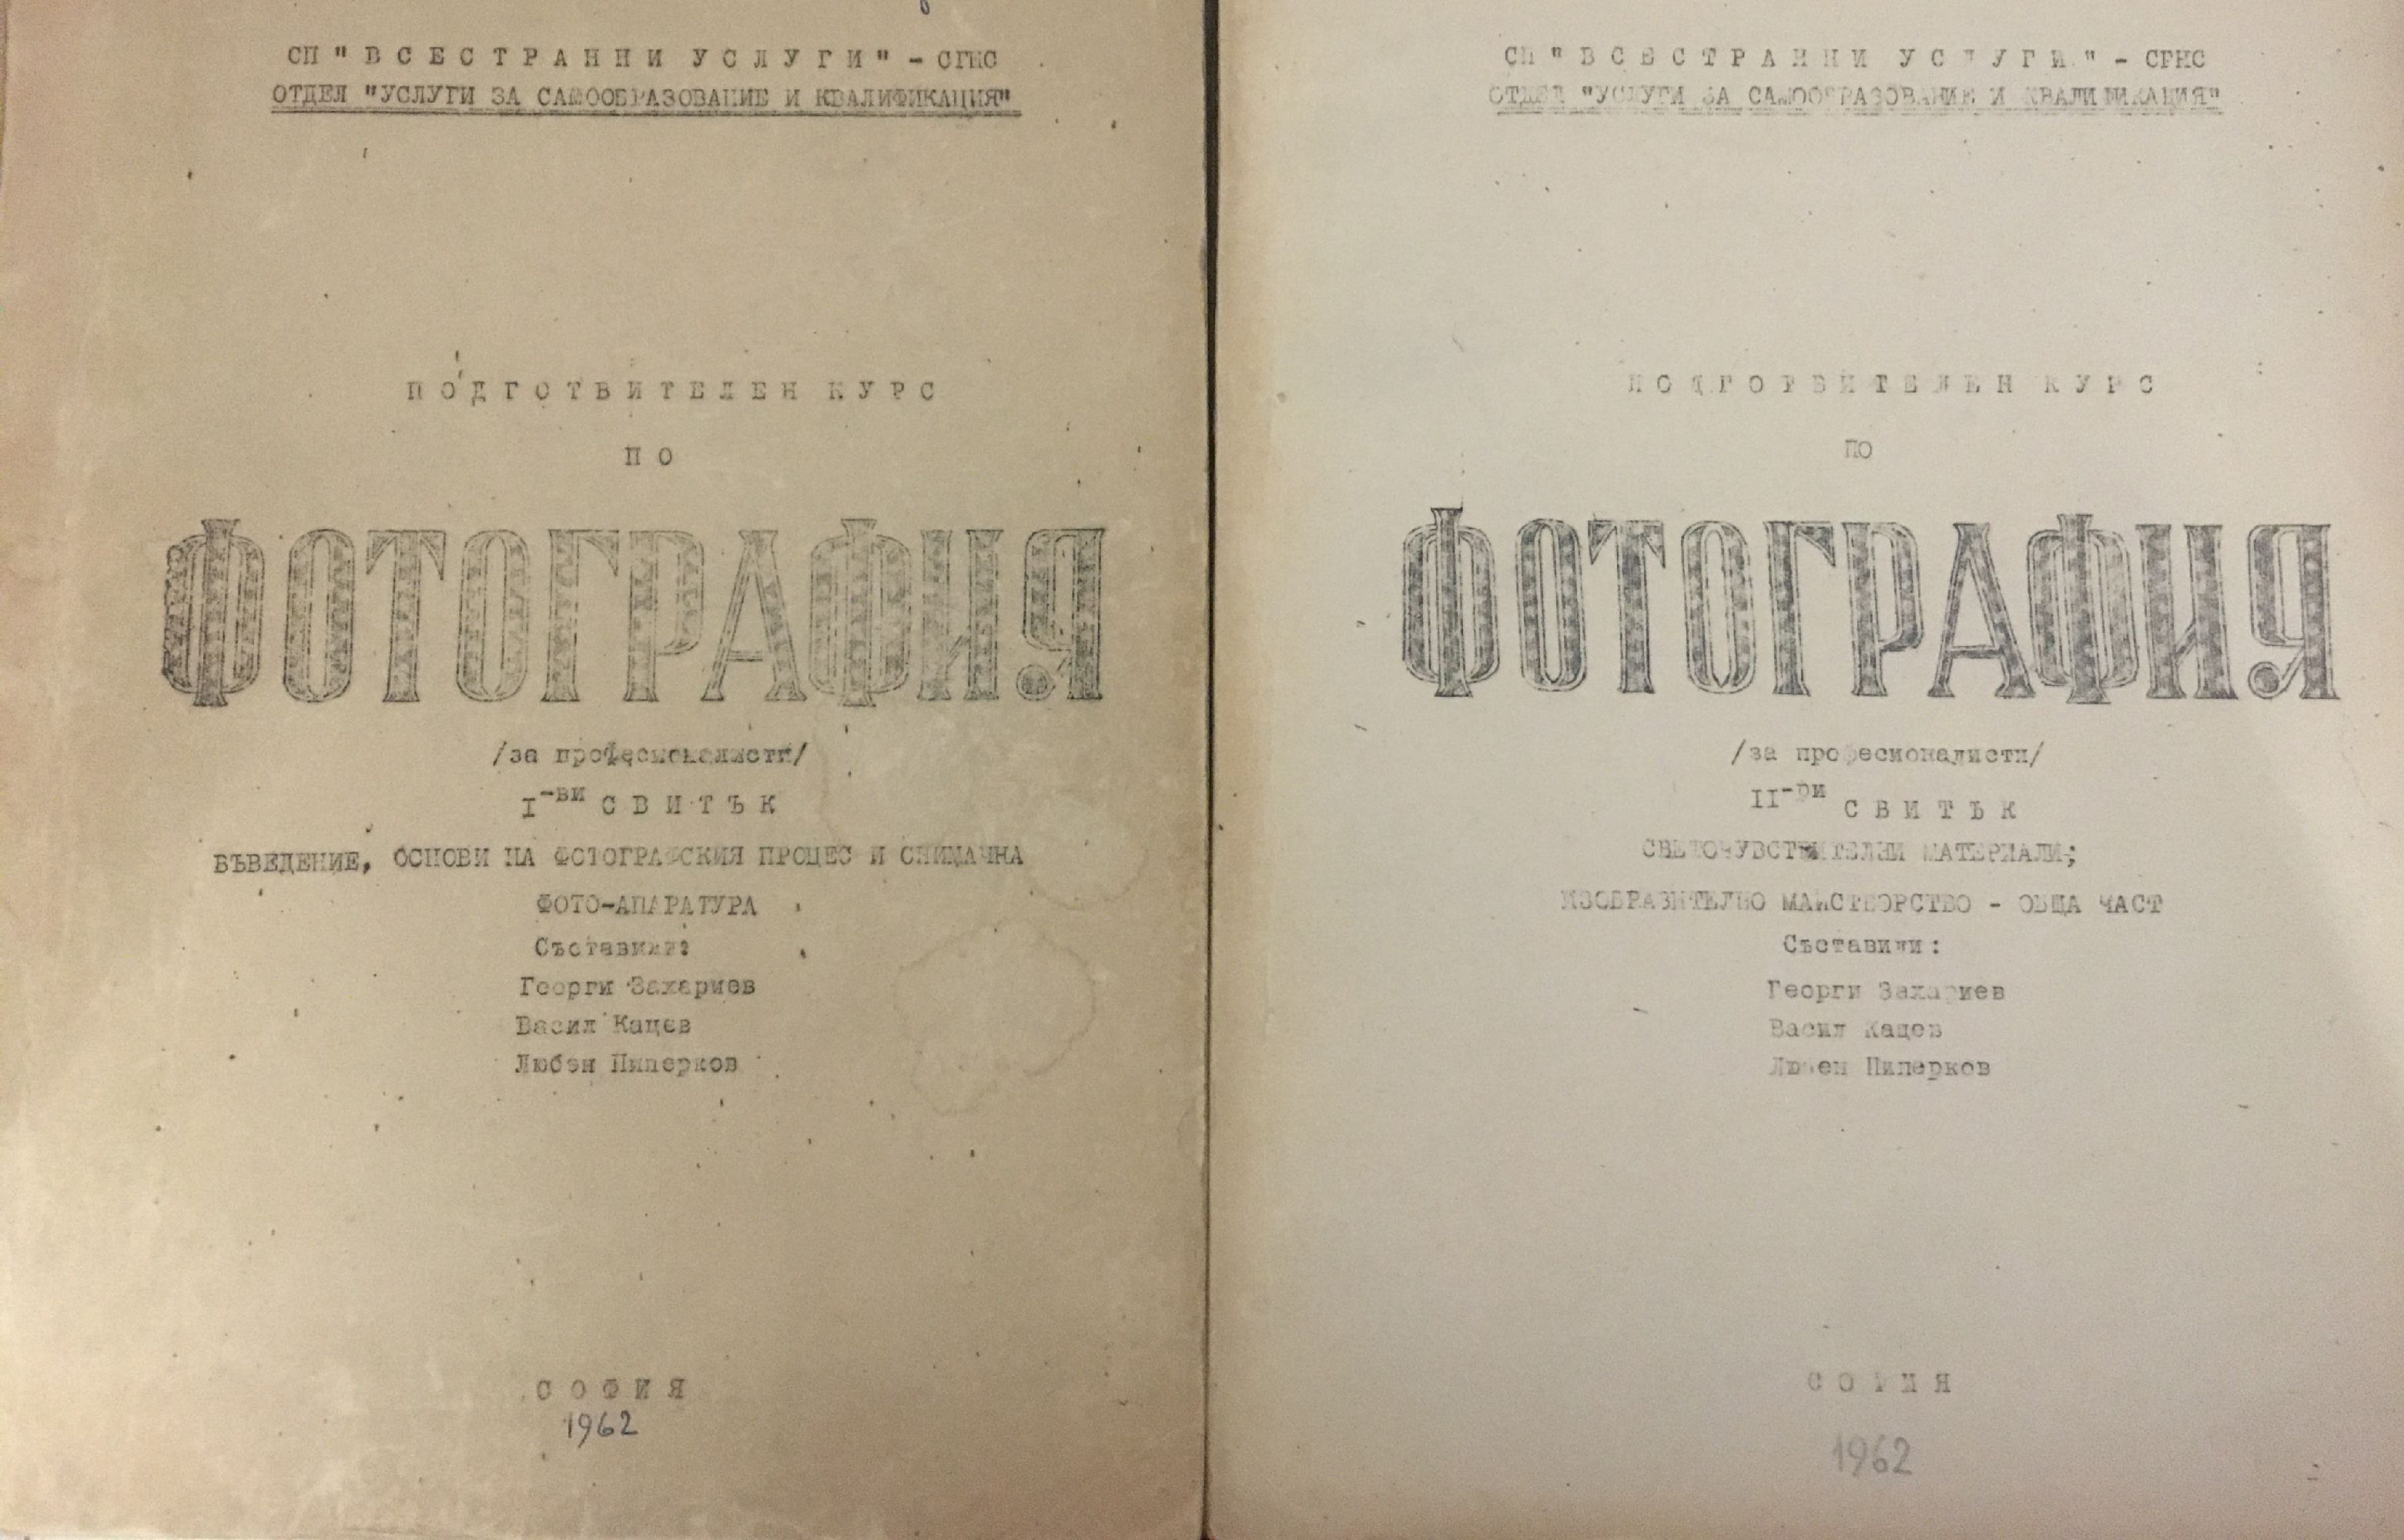 СП "ВСЕСТРАННИ УСЛУГИ" - СГНС
ОТДЕЛ "УСЛУГИ ЗА САМООБРАЗОВАНИЕ И КВАЛИФИКАЦИЯ"
ПОДГОТВИТЕЛЕН КУРС
ПО
ФОТОГРАФИЯ
/за професионалисти/
I-ви СВИТЪК
ВЪВЕДЕНИЕ, ОСНОВИ НА ФОТОГРАФСКИЯ ПРОЦЕС И СНИМАЧНА
ФОТО-АПАРАТУРА
Съставили:
Георги Захариев
Васил Кацев
Любен Пиперков
СОФИЯ
1962
СП "ВСЕСТРАННИ УСЛУГИ" - СГНС
ОТДЕЛ "УСЛУГИ ЗА САМООБРАЗОВАНИЕ И КВАЛИФИКАЦИЯ"
ПОДГОТВИТЕЛЕН КУРС
ПО
ФОТОГРАФИЯ
/за професионалисти/
II-ри СВИТЪК
СВЕТОЧУВСТВИТЕЛНИ МАТЕРИАЛИ;
ИЗОБРАЗИТЕЛНО МАЙСТВОРСТВО - ОБЩА ЧАСТ
Съставили:
Георги Захариев
Васил Кацев
Любен Пиперков
СОФИЯ
1962